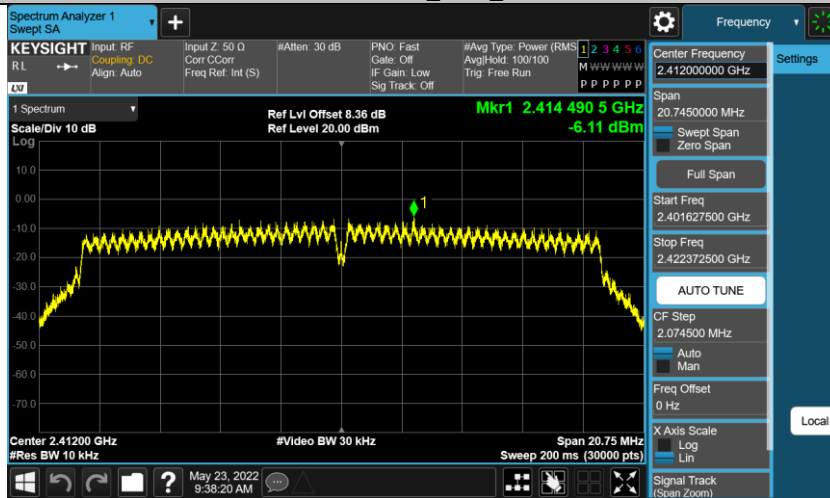 Spectrum Analyzer 1
Swept SA
Frequency
KEYSIGHT
RL
LXI
Input: RF
Coupling: DC
Align: Auto
Input Z: 50 Ω
Corr CCorr
Freq Ref: Int (S)
#Atten: 30 dB
PNO: Fast
Gate: Off
IF Gain: Low
Sig Track: Off
#Avg Type: Power (RMS
Avg|Hold: 100/100
Trig: Free Run
1 2 3 4 5 6
M W W W W W
P P P P P P
1 Spectrum
Scale/Div 10 dB
Log
Ref Lvl Offset 8.36 dB
Ref Level 20.00 dBm
Mkr1 2.414 490 5 GHz
-6.11 dBm
10.0
0.00
-10.0
-20.0
-30.0
-40.0
-50.0
-60.0
-70.0
1
Center 2.41200 GHz
#Res BW 10 kHz
#Video BW 30 kHz
Span 20.75 MHz
Sweep 200 ms (30000 pts)
May 23, 2022
9:38:20 AM
Center Frequency
2.412000000 GHz
Settings
Span
20.7450000 MHz
Swept Span
Zero Span
Full Span
Start Freq
2.401627500 GHz
Stop Freq
2.422372500 GHz
AUTO TUNE
CF Step
2.074500 MHz
Auto
Man
Freq Offset
0 Hz
Local
X Axis Scale
Log
Lin
Signal Track
(Span Zoom)